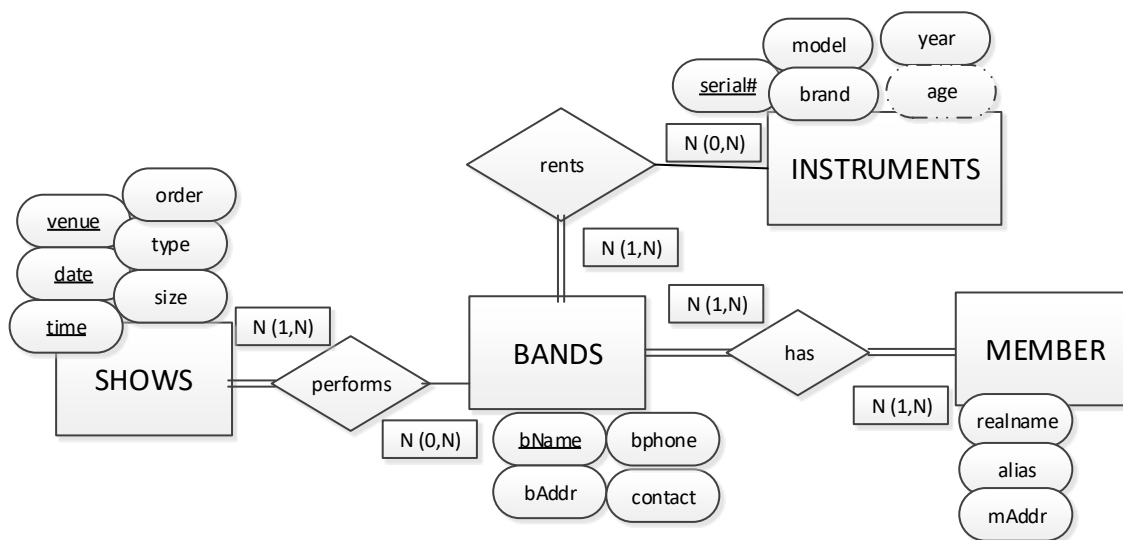 model
year
serial#
brand
age
N (0,N)
INSTRUMENTS
rents
order
venue
type
date
size
time
N (1,N)
N (1,N)
N (1,N)
BANDS
has
MEMBER
SHOWS
performs
N (0,N)
N (1,N)
bName
bphone
bAddr
contact
realname
alias
mAddr